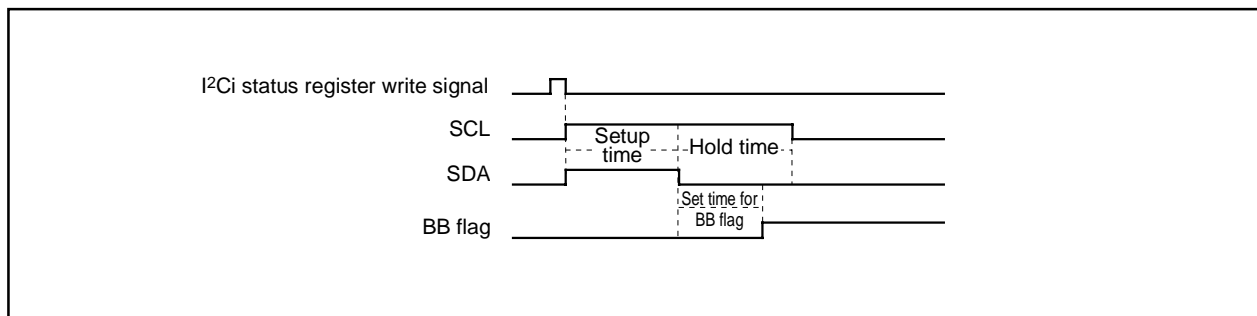 I²Ci status register write signal
SCL
Setup
time
Hold time
SDA
Set time for
BB flag
BB flag